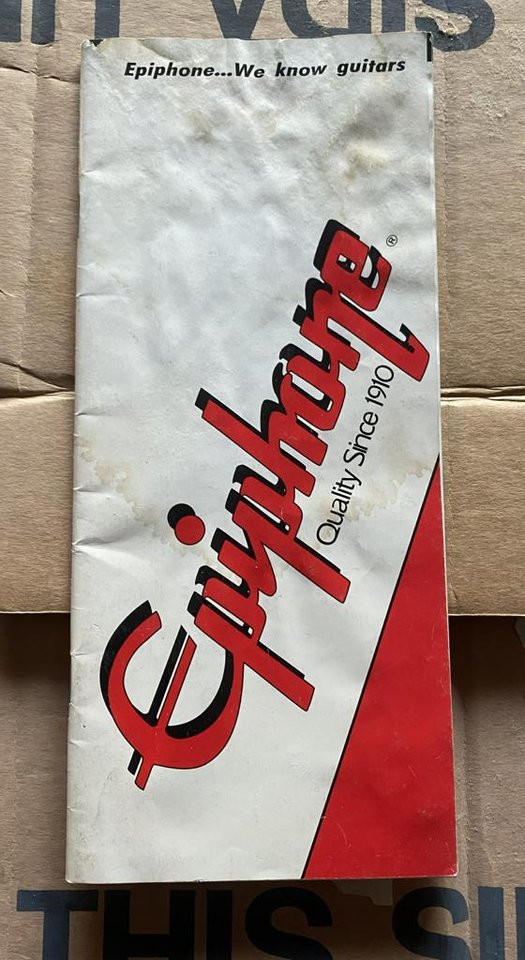 Epiphone...We know guitars
Epiphone ®
Quality Since 1910
THIS SI